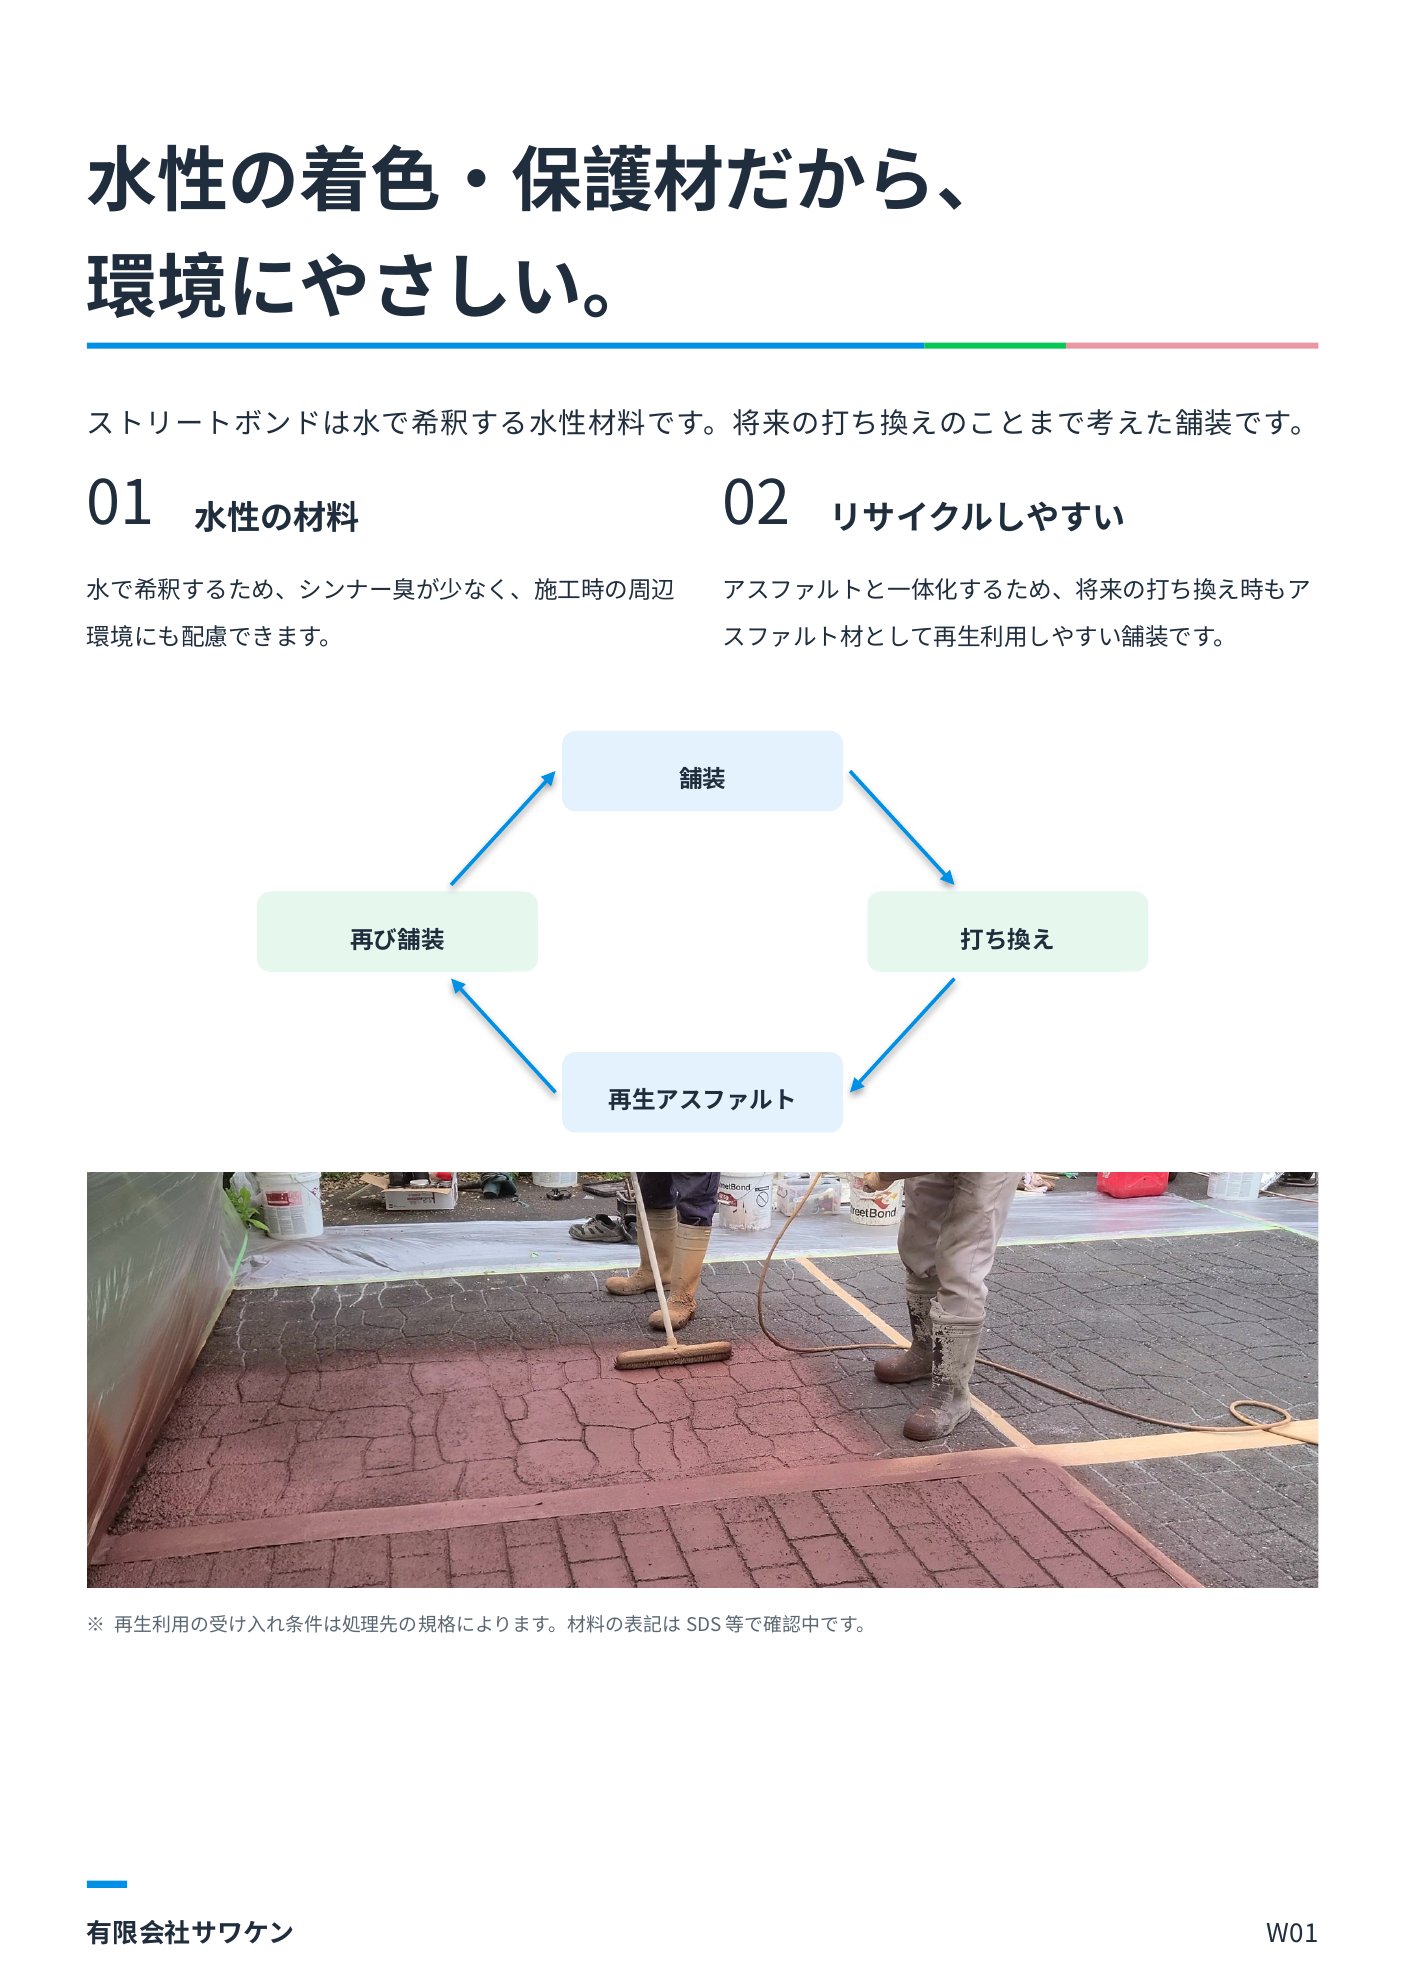 水性の着色・保護材だから、
環境にやさしい。
ストリートボンドは水で希釈する水性材料です。将来の打ち換えのことまで考えた舗装です。
01 水性の材料
水で希釈するため、シンナー臭が少なく、施工時の周辺
環境にも配慮できます。
02 リサイクルしやすい
アスファルトと一体化するため、将来の打ち換え時もア
スファルト材として再生利用しやすい舗装です。
舗装
再び舗装
打ち換え
再生アスファルト
reetBond
reetBond
※ 再生利用の受け入れ条件は処理先の規格によります。材料の表記は SDS 等で確認中です。
有限会社サワケン
W01